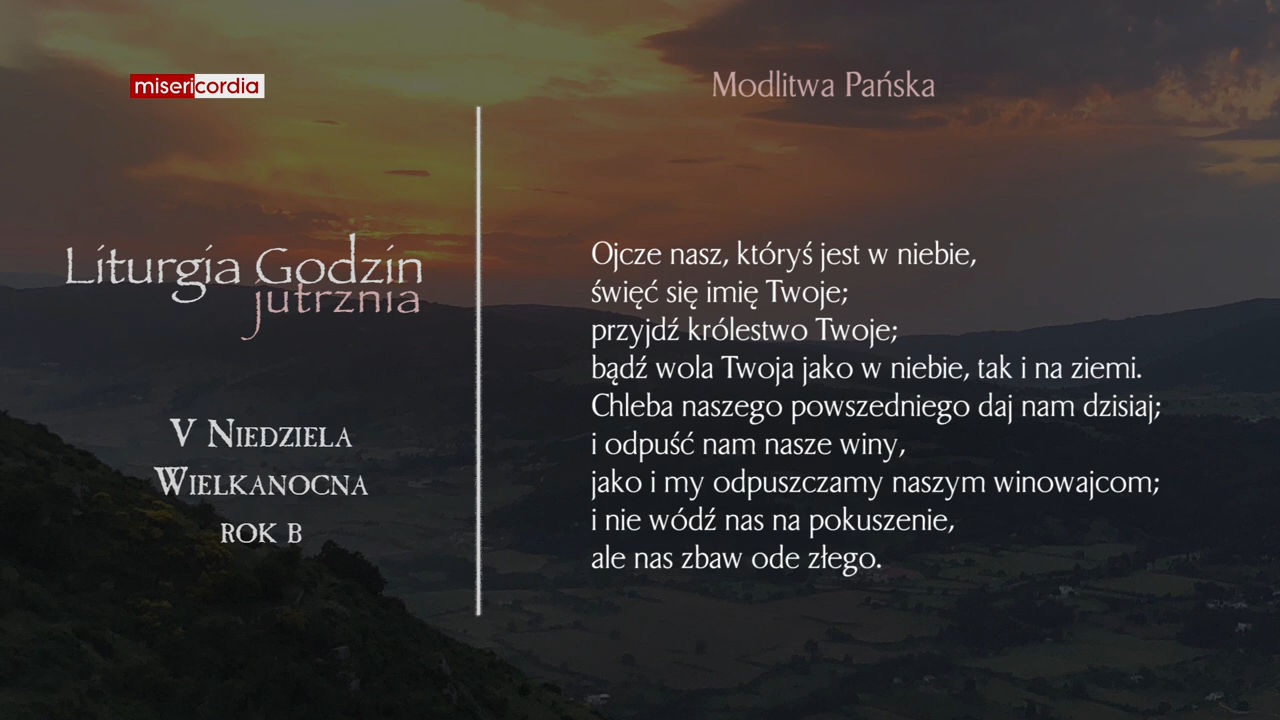 misericordia
Liturgia Godzin
jutrznia
V Niedziela
Wielkanocna
rok B
Modlitwa Pańska
Ojcze nasz, któryś jest w niebie,
święć się imię Twoje;
przyjdź królestwo Twoje;
bądź wola Twoja jako w niebie, tak i na ziemi.
Chleba naszego powszedniego daj nam dzisiaj;
i odpuść nam nasze winy,
jako i my odpuszczamy naszym winowajcom;
i nie wódź nas na pokuszenie,
ale nas zbaw ode złego.